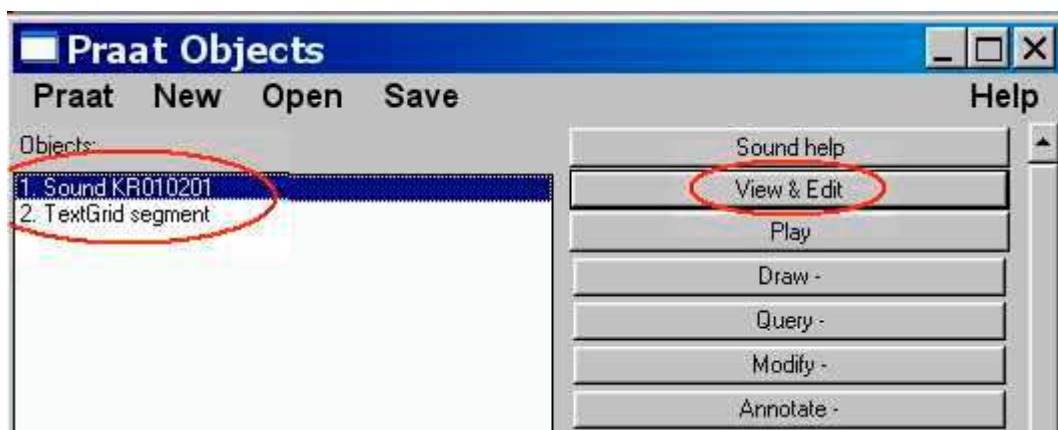 Praat Objects
Praat New Open Save Help
Objects:
1. Sound KR010201
2. TextGrid segment
Sound help
View & Edit
Play
Draw -
Query -
Modify -
Annotate -